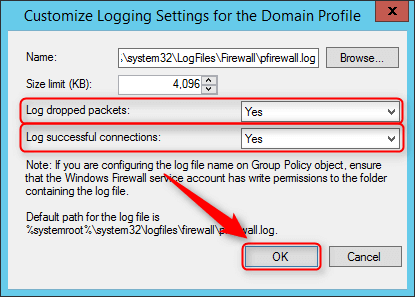 Customize Logging Settings for the Domain Profile
Name:
\system32\LogFiles\Firewall\pfirewall.log
Browse...
Size limit (KB):
4,096
Log dropped packets:
Yes
Log successful connections:
Yes
Note: If you are configuring the log file name on Group Policy object, ensure
that the Windows Firewall service account has write permissions to the folder
containing the log file.
Default path for the log file is
%systemroot%\system32\logfiles\firewall\pfirewall.log.
OK
Cancel